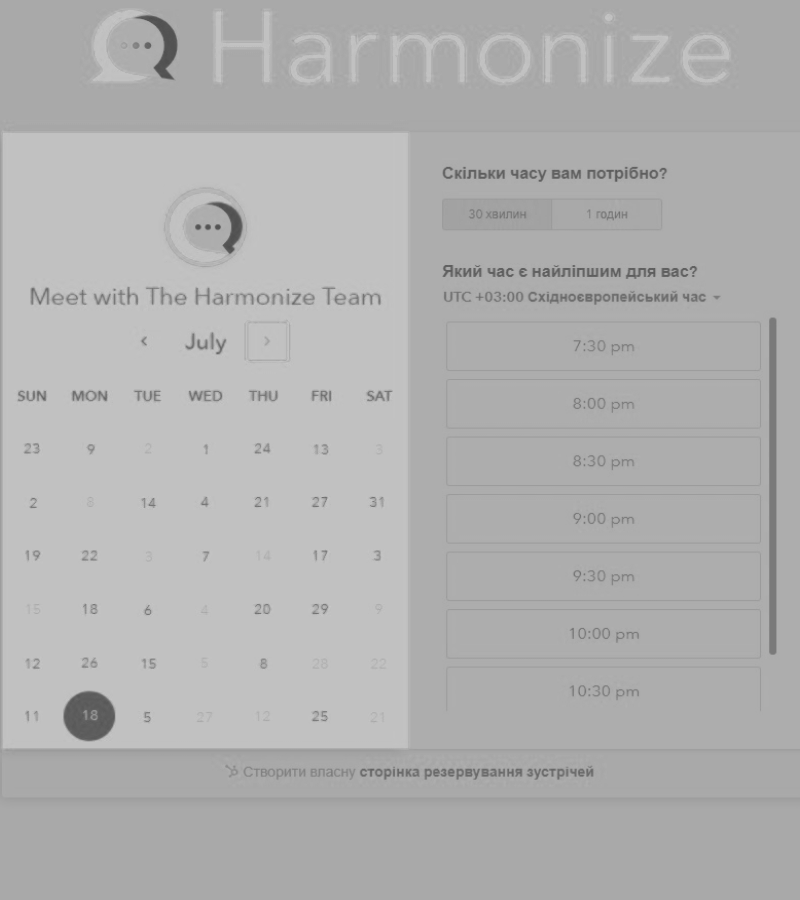 Harmonize
Meet with The Harmonize Team
July
SUN MON TUE WED THU FRI SAT
23 9 2 1 24 13 3
2 8 14 4 21 27 31
19 22 3 7 14 17 3
15 18 6 4 20 29 9
12 26 15 5 8 28 22
11 18 5 27 12 25 21
Скільки часу вам потрібно?
30 хвилин 1 годин
Який час є найліпшим для вас?
UTC +03:00 Східноєвропейський час
7:30 pm
8:00 pm
8:30 pm
9:00 pm
9:30 pm
10:00 pm
10:30 pm
Створити власну сторінка резервування зустрічей